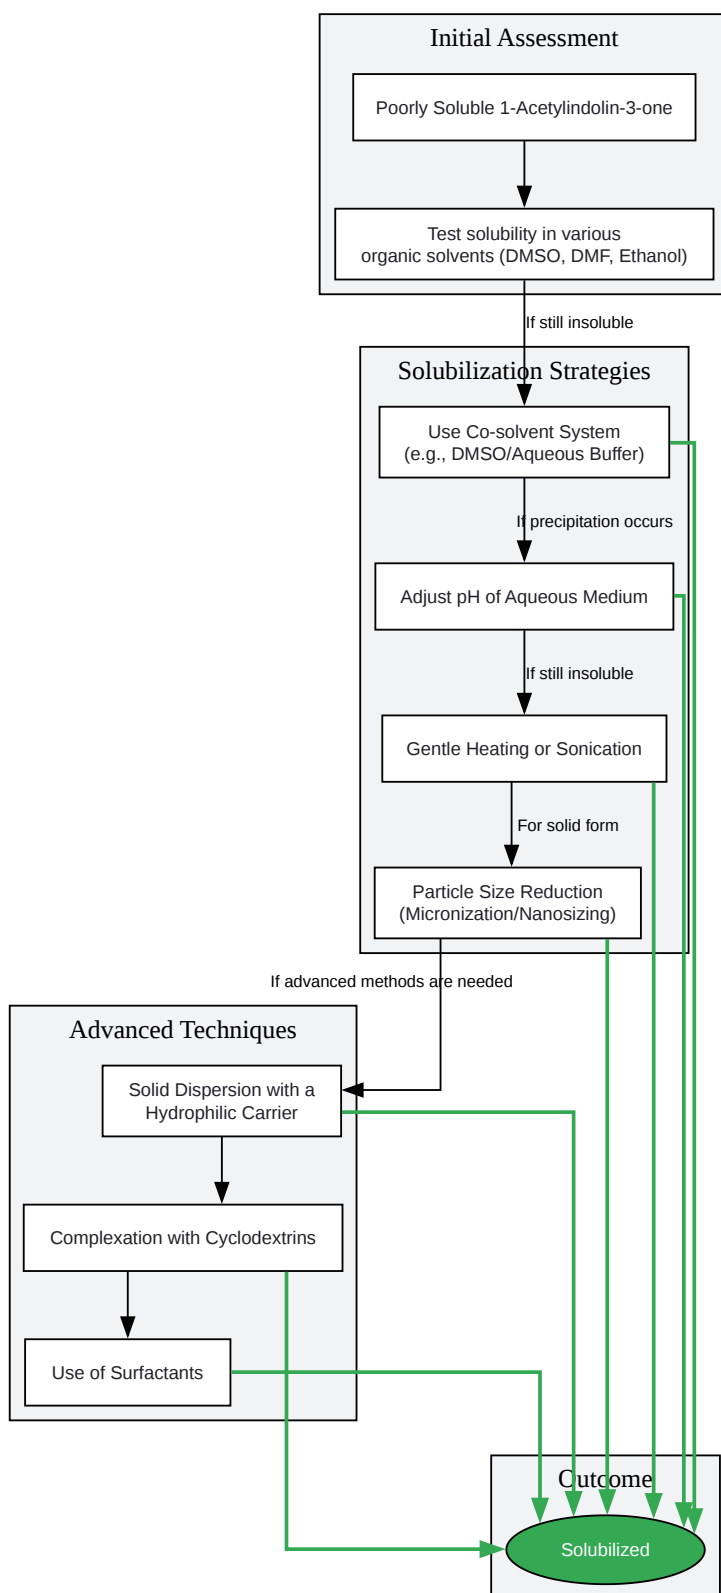 Initial Assessment
Poorly Soluble 1-Acetylindolin-3-one
Test solubility in various
organic solvents (DMSO, DMF, Ethanol)
If still insoluble
Solubilization Strategies
Use Co-solvent System
(e.g., DMSO/Aqueous Buffer)
If precipitation occurs
Adjust pH of Aqueous Medium
If still insoluble
Gentle Heating or Sonication
For solid form
Particle Size Reduction
(Micronization/Nanosizing)
If advanced methods are needed
Advanced Techniques
Solid Dispersion with a
Hydrophilic Carrier
Complexation with Cyclodextrins
Use of Surfactants
Outcome
Solubilized